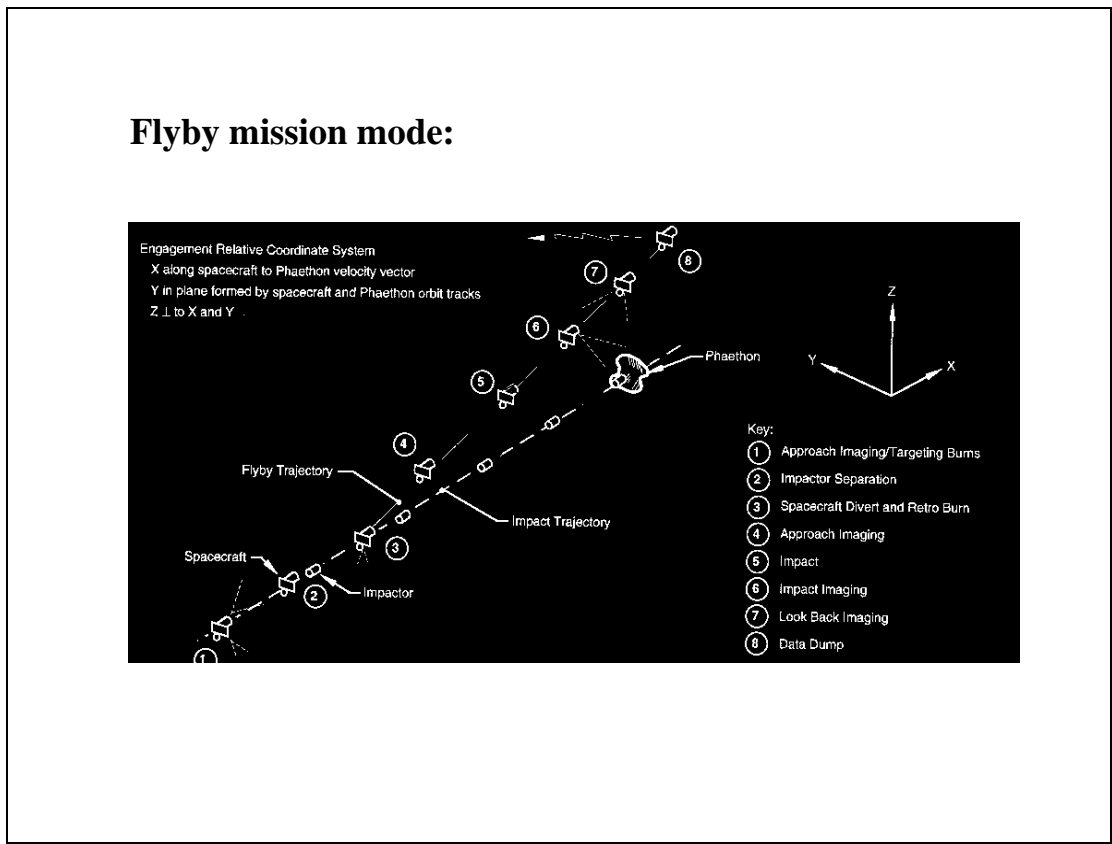 Flyby mission mode:
Engagement Relative Coordinate System
X along spacecraft to Phaethon velocity vector
Y in plane formed by spacecraft and Phaethon orbit tracks
Z ⊥ to X and Y
8
7
6
5
4
3
2
1
Phaethon
Flyby Trajectory
Impact Trajectory
Spacecraft
Impactor
Z
Y
X
Key:
1 Approach Imaging/Targeting Burns
2 Impactor Separation
3 Spacecraft Divert and Retro Burn
4 Approach Imaging
5 Impact
6 Impact Imaging
7 Look Back Imaging
8 Data Dump